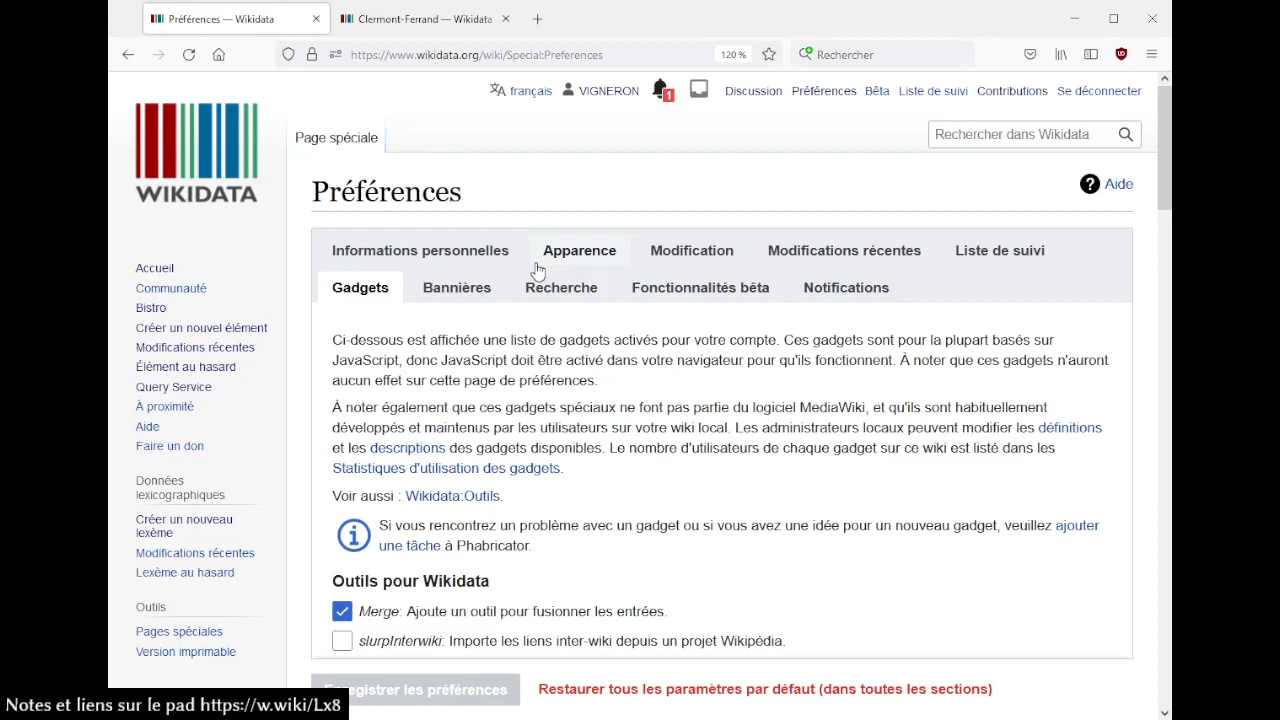 Préférences — Wikidata
Clermont-Ferrand — Wikidata
https://www.wikidata.org/wiki/Special:Preferences
120 %
Rechercher
français VIGNERON 1 Discussion Préférences Bêta Liste de suivi Contributions Se déconnecter
WIKIDATA
Page spéciale
Rechercher dans Wikidata
Préférences
Aide
Informations personnelles Apparence Modification Modifications récentes Liste de suivi
Gadgets Bannières Recherche Fonctionnalités bêta Notifications
Accueil
Communauté
Bistro
Créer un nouvel élément
Modifications récentes
Élément au hasard
Query Service
À proximité
Aide
Faire un don
Données
lexicographiques
Créer un nouveau
lexème
Modifications récentes
Lexème au hasard
Outils
Pages spéciales
Version imprimable
Ci-dessous est affichée une liste de gadgets activés pour votre compte. Ces gadgets sont pour la plupart basés sur
JavaScript, donc JavaScript doit être activé dans votre navigateur pour qu'ils fonctionnent. À noter que ces gadgets n'auront
aucun effet sur cette page de préférences.
À noter également que ces gadgets spéciaux ne font pas partie du logiciel MediaWiki, et qu'ils sont habituellement
développés et maintenus par les utilisateurs sur votre wiki local. Les administrateurs locaux peuvent modifier les définitions
et les descriptions des gadgets disponibles. Le nombre d'utilisateurs de chaque gadget sur ce wiki est listé dans les
Statistiques d'utilisation des gadgets.
Voir aussi : Wikidata:Outils.
Si vous rencontrez un problème avec un gadget ou si vous avez une idée pour un nouveau gadget, veuillez ajouter
une tâche à Phabricator.
Outils pour Wikidata
Merge: Ajoute un outil pour fusionner les entrées.
slurpInterwiki: Importe les liens inter-wiki depuis un projet Wikipédia.
registrer les préférences
Restaurer tous les paramètres par défaut (dans toutes les sections)
Notes et liens sur le pad https://w.wiki/Lx8